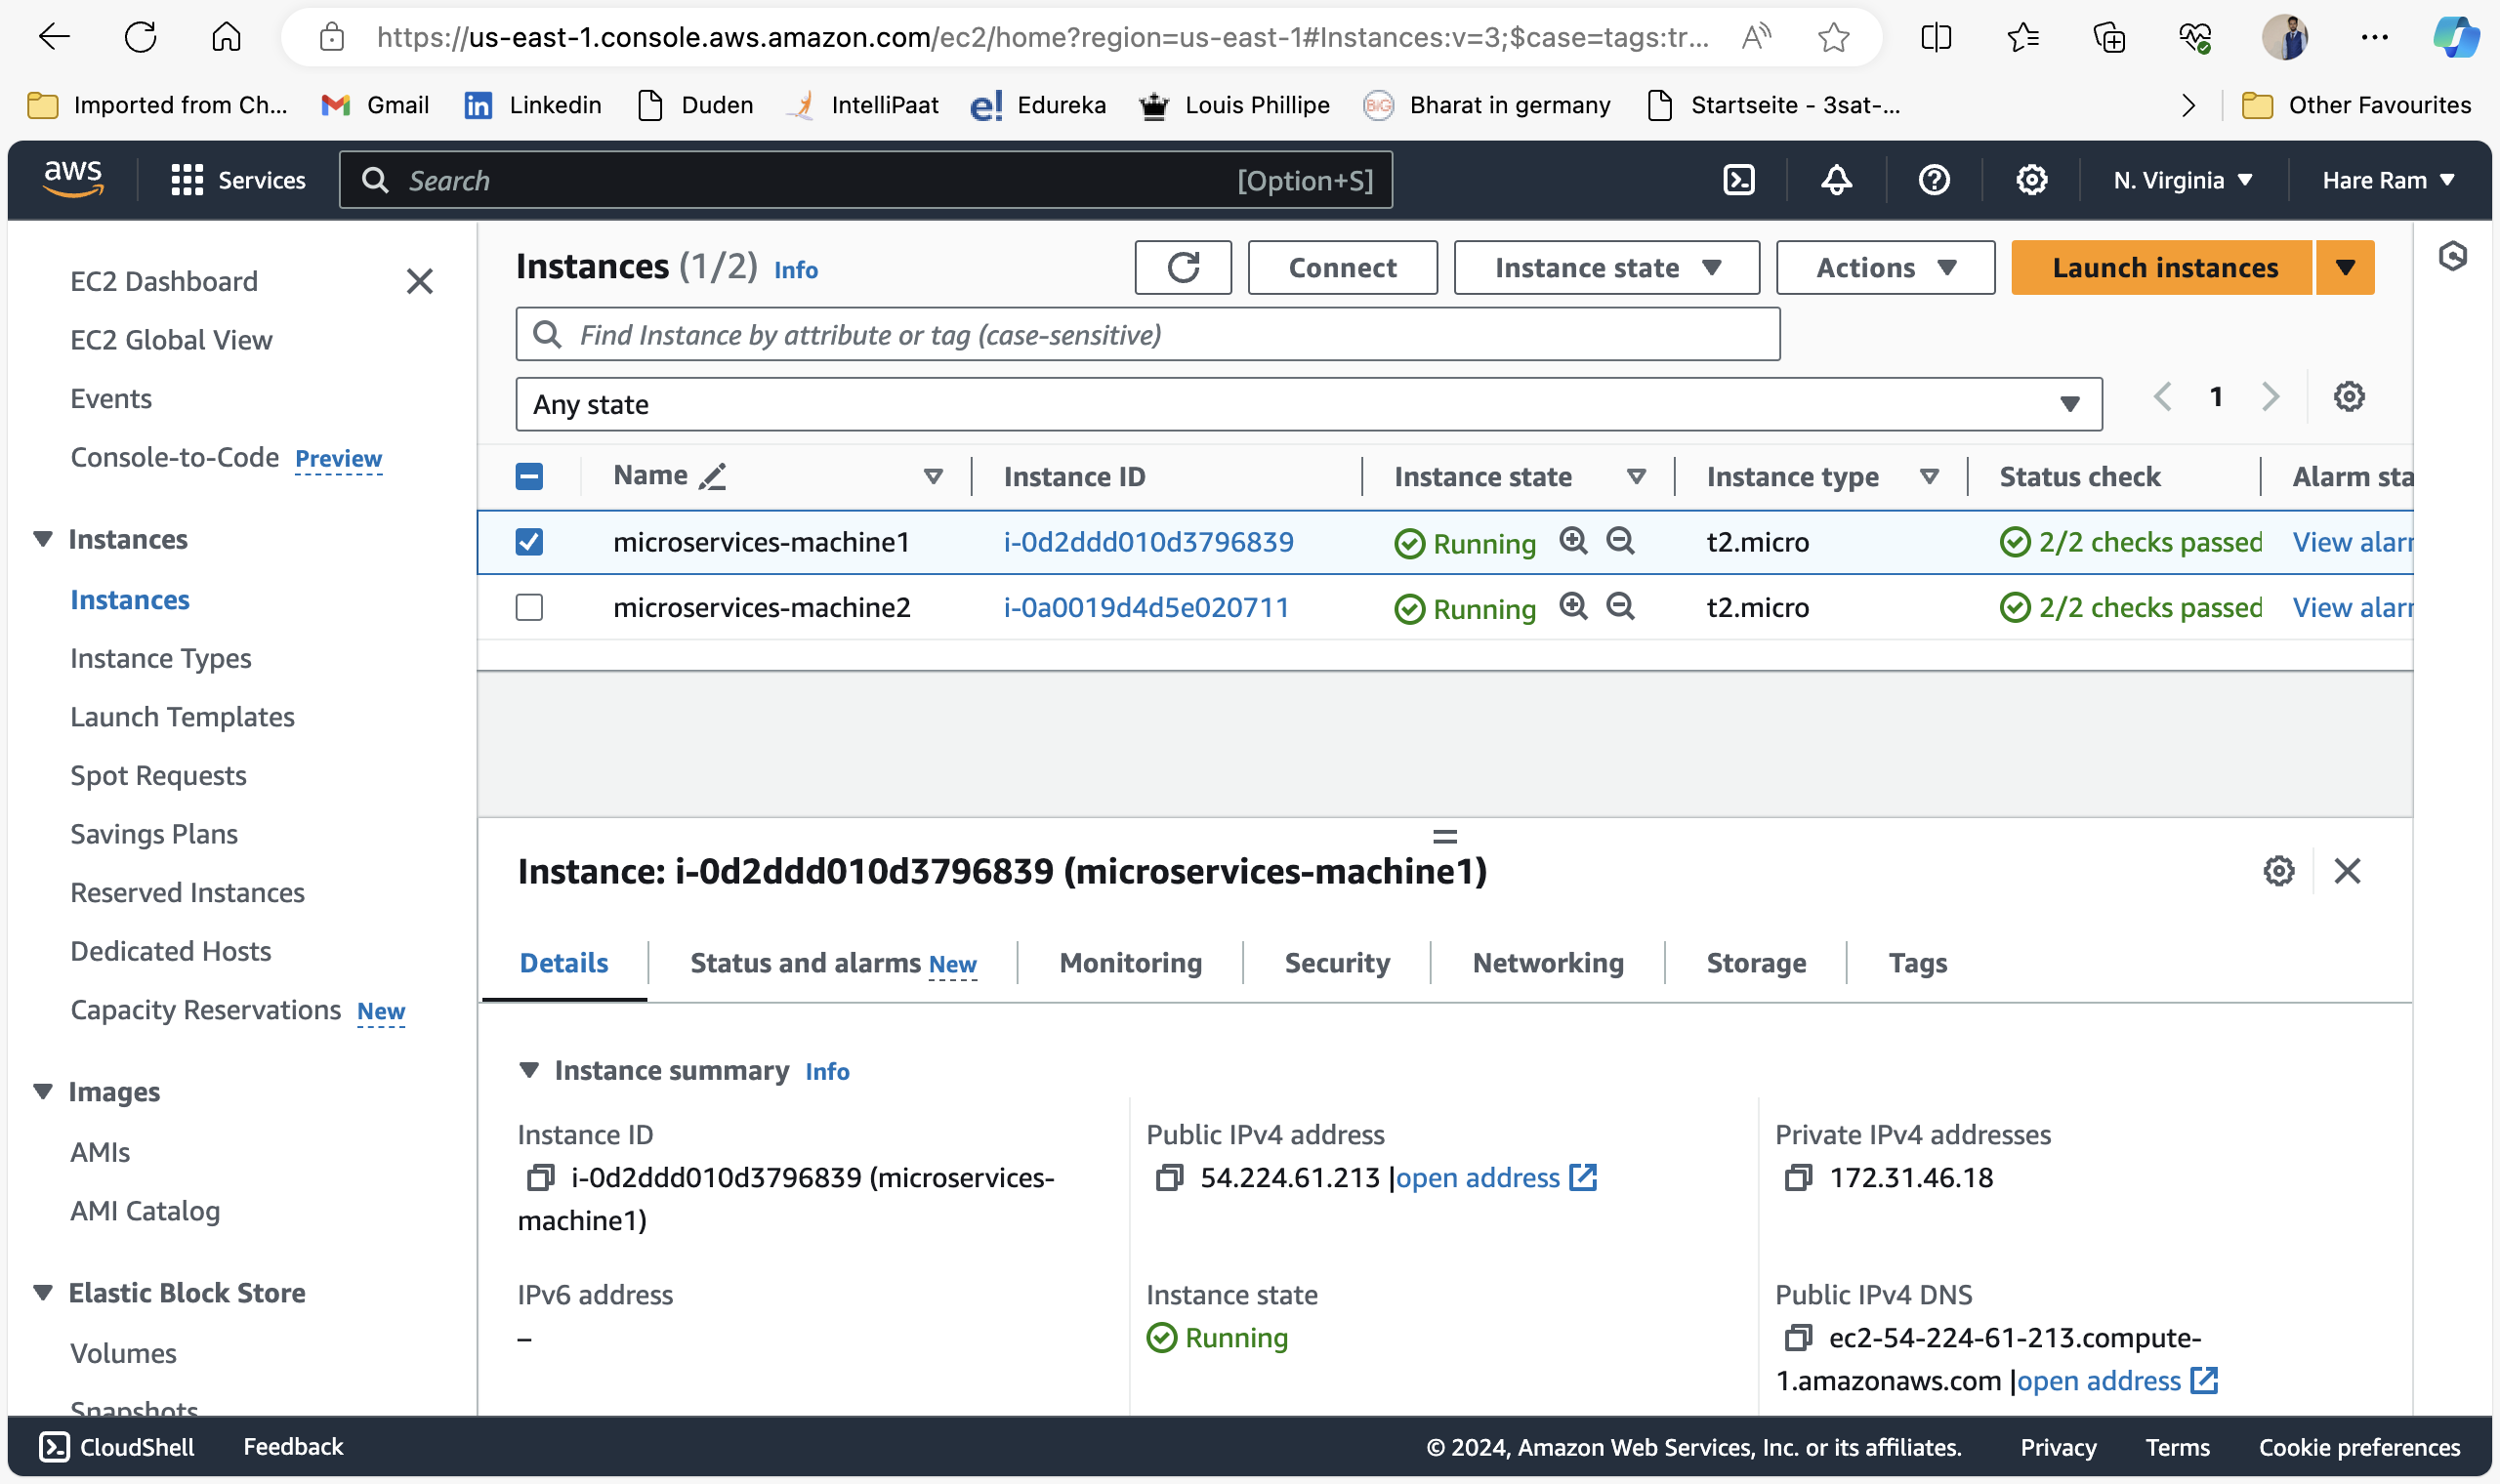 https://us-east-1.console.aws.amazon.com/ec2/home?region=us-east-1#Instances:v=3;$case=tags:tr...
Imported from Ch... Gmail Linkedin Duden IntelliPaat Edureka Louis Phillipe Bharat in germany Startseite - 3sat-... Other Favourites
aws Services Search [Option+S] N. Virginia Hare Ram
EC2 Dashboard
EC2 Global View
Events
Console-to-Code Preview
Instances
Instances
Instance Types
Launch Templates
Spot Requests
Savings Plans
Reserved Instances
Dedicated Hosts
Capacity Reservations New
Images
AMIs
AMI Catalog
Elastic Block Store
Volumes
Snapshots
Instances (1/2) Info Connect Instance state Actions Launch instances
Find Instance by attribute or tag (case-sensitive)
Any state 1
Name Instance ID Instance state Instance type Status check Alarm sta
microservices-machine1 i-0d2ddd010d3796839 Running t2.micro 2/2 checks passed View alar
microservices-machine2 i-0a0019d4d5e020711 Running t2.micro 2/2 checks passed View alar
Instance: i-0d2ddd010d3796839 (microservices-machine1)
Details Status and alarms New Monitoring Security Networking Storage Tags
Instance summary Info
Instance ID
i-0d2ddd010d3796839 (microservices-
machine1)
Public IPv4 address
54.224.61.213 |open address
Private IPv4 addresses
172.31.46.18
IPv6 address
–
Instance state
Running
Public IPv4 DNS
ec2-54-224-61-213.compute-
1.amazonaws.com |open address
CloudShell Feedback © 2024, Amazon Web Services, Inc. or its affiliates. Privacy Terms Cookie preferences